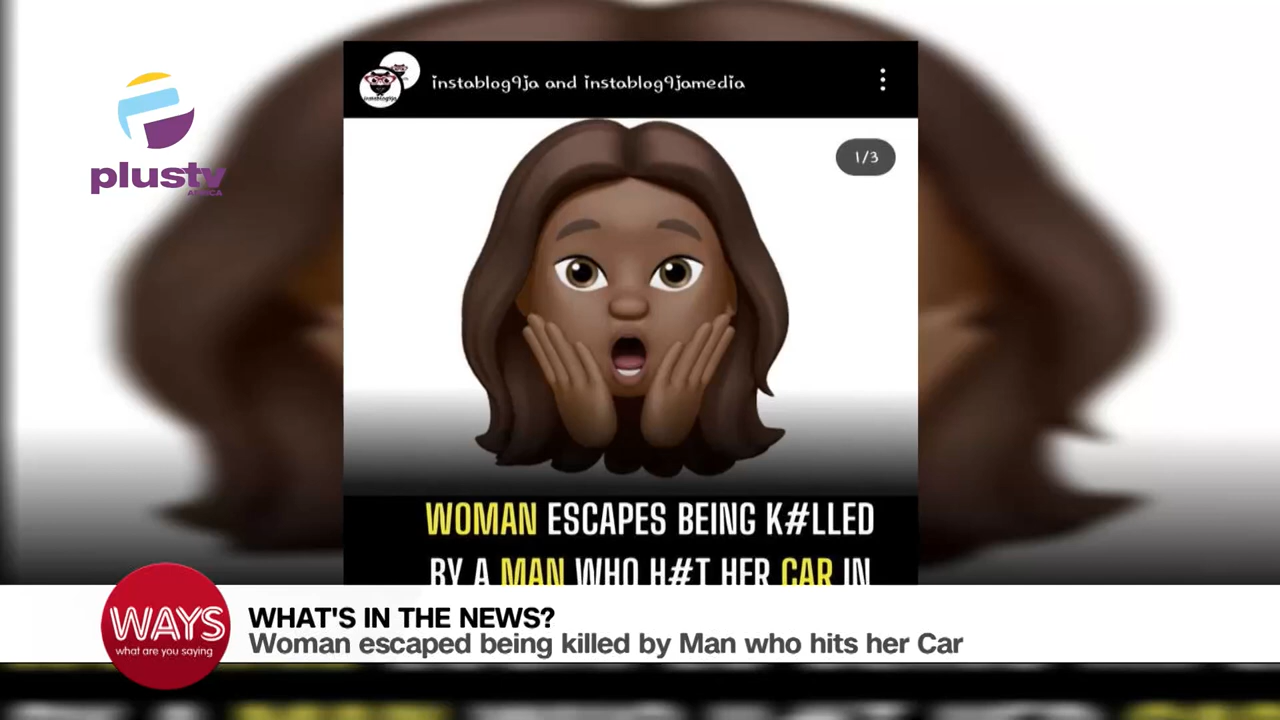 instablog9ja and instablog9jamedia
1/3
plustv
AFRICA
WOMAN ESCAPES BEING K#LLED
BY A MAN WHO H#T HER CAR IN
WAYS
what are you saying
WHAT'S IN THE NEWS?
Woman escaped being killed by Man who hits her Car